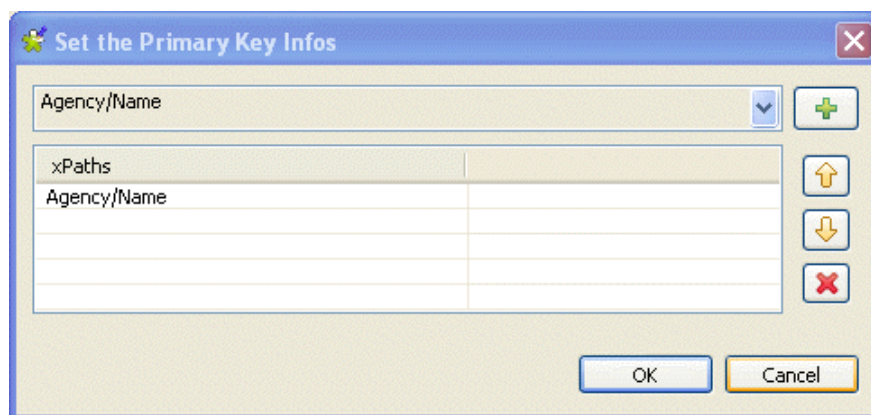 Set the Primary Key Infos
Agency/Name
xPaths
Agency/Name
OK Cancel